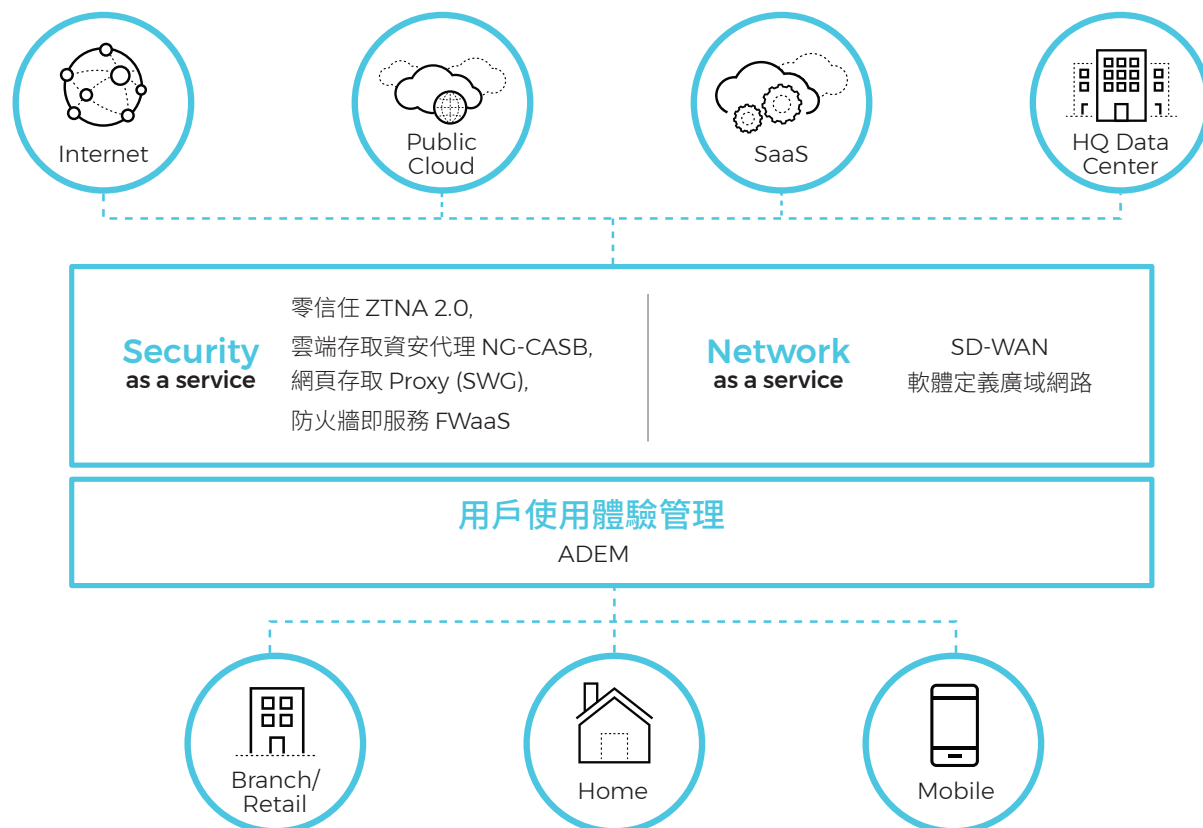 Internet
Public
Cloud
SaaS
HQ Data
Center
Security
as a service
零信任 ZTNA 2.0,
雲端存取資安代理 NG-CASB,
網頁存取 Proxy (SWG),
防火牆即服務 FWaaS
Network
as a service
SD-WAN
軟體定義廣域網路
用戶使用體驗管理
ADEM
Branch/
Retail
Home
Mobile